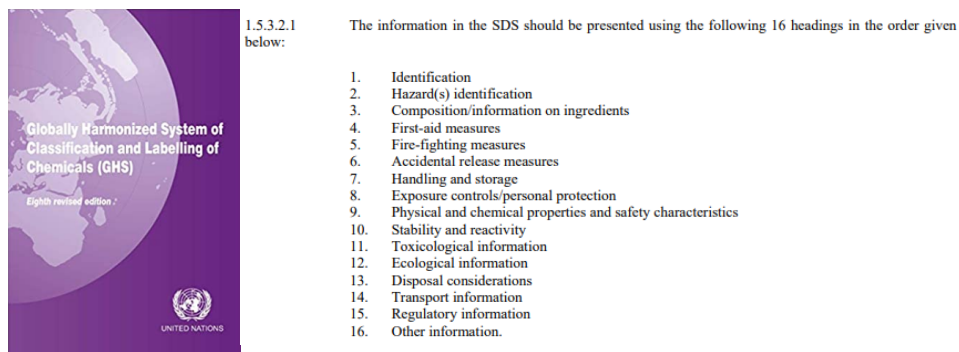 Globally Harmonized System of
Classification and Labelling of
Chemicals (GHS)
Eighth revised edition
UNITED NATIONS
1.5.3.2.1 The information in the SDS should be presented using the following 16 headings in the order given
below:
1. Identification
2. Hazard(s) identification
3. Composition/information on ingredients
4. First-aid measures
5. Fire-fighting measures
6. Accidental release measures
7. Handling and storage
8. Exposure controls/personal protection
9. Physical and chemical properties and safety characteristics
10. Stability and reactivity
11. Toxicological information
12. Ecological information
13. Disposal considerations
14. Transport information
15. Regulatory information
16. Other information.